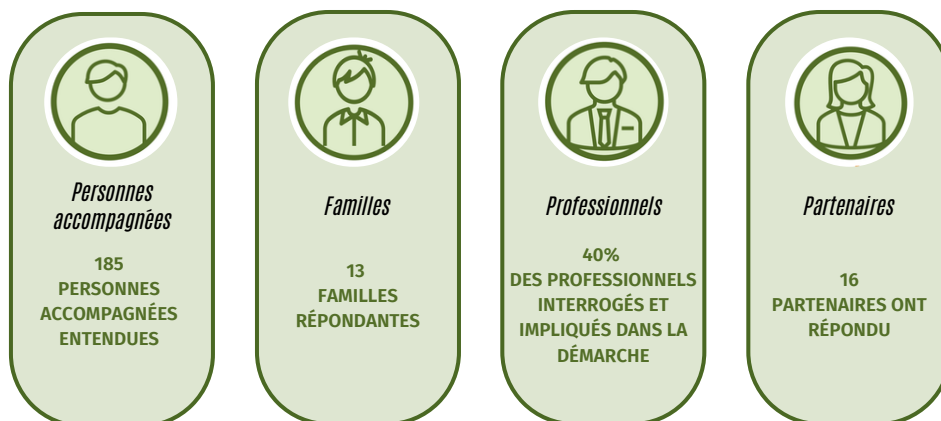 Personnes
accompagnées
185
PERSONNES
ACCOMPAGNÉES
ENTENDUES
Familles
13
FAMILLES
RÉPONDANTES
Professionnels
40%
DES PROFESSIONNELS
INTERROGÉS ET
IMPLIQUÉS DANS LA
DÉMARCHE
Partenaires
16
PARTENAIRES ONT
RÉPONDU